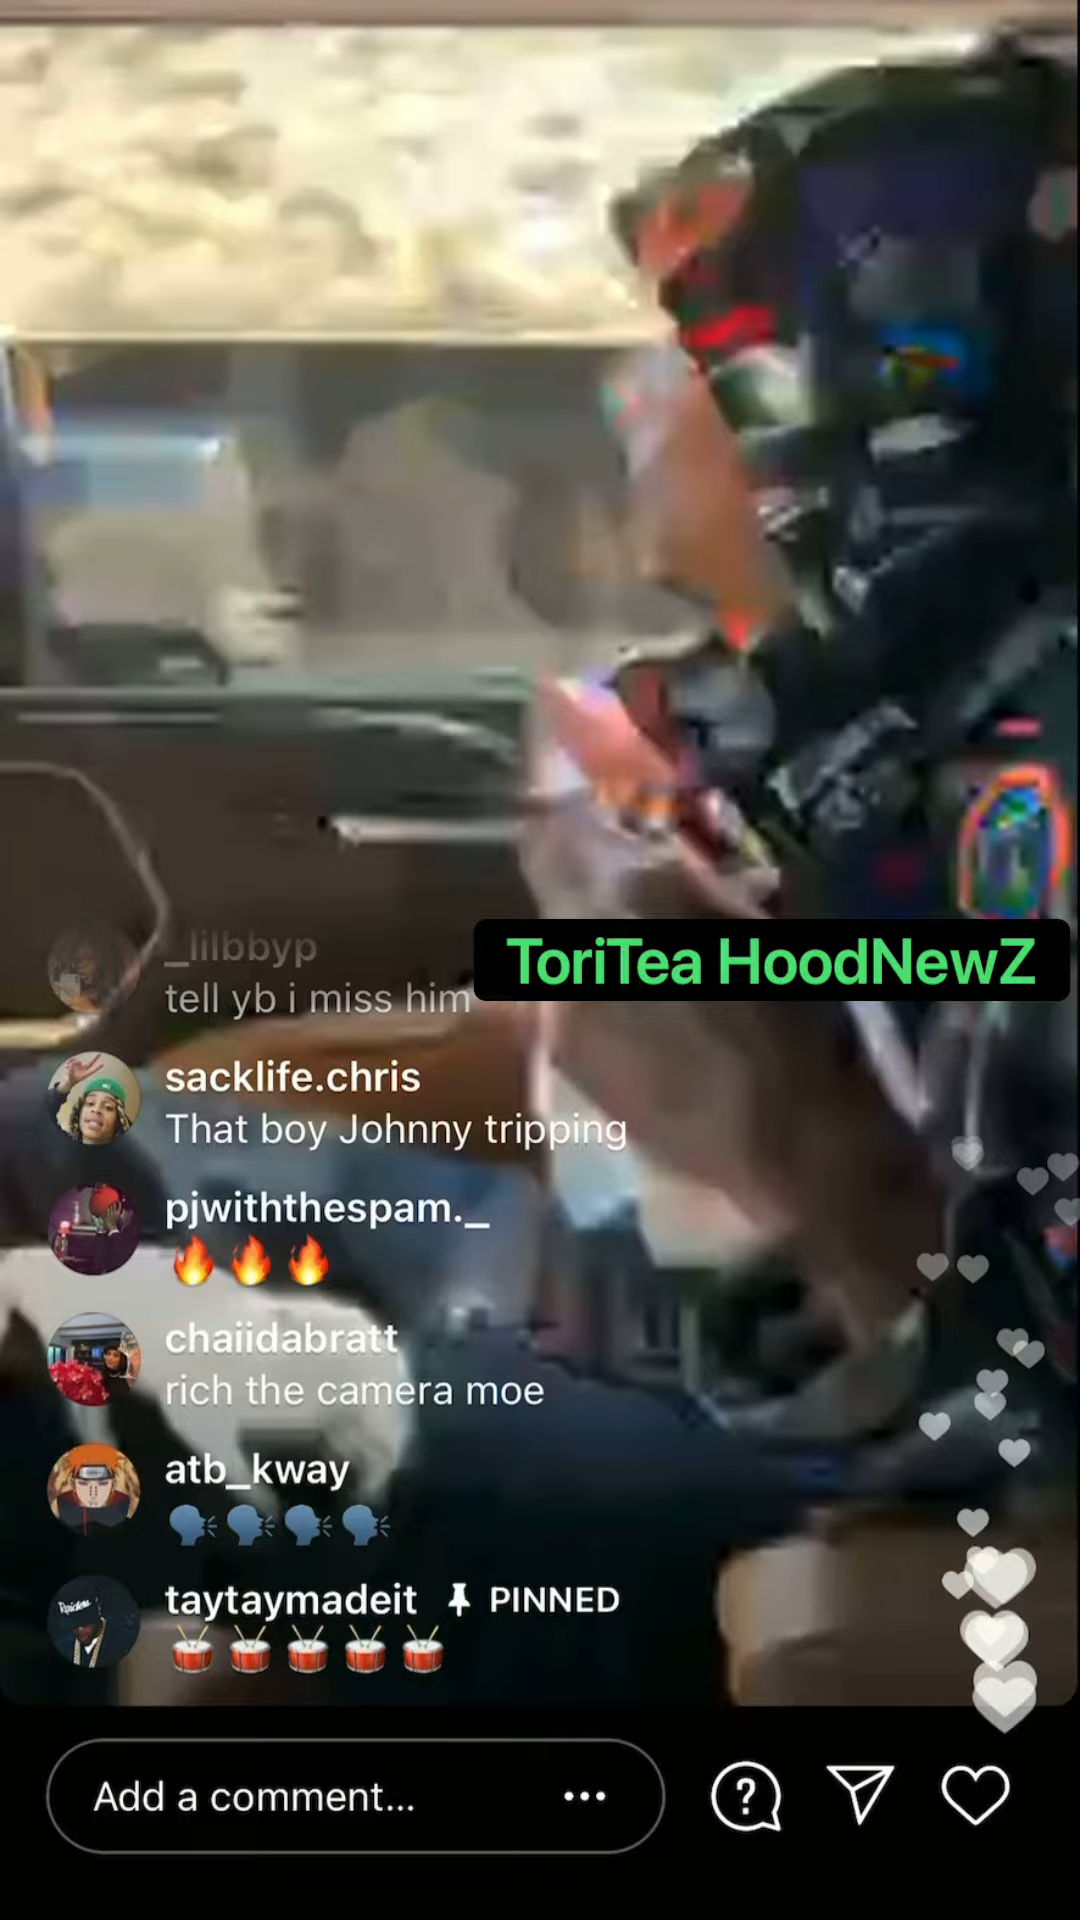 _lilbbyp
tell yb i miss him
ToriTea HoodNewZ
sacklife.chris
That boy Johnny tripping
pjwiththespam._
🔥🔥🔥
chaiidabratt
rich the camera moe
atb_kway
🗣🗣🗣🗣
taytaymadeit 📌 PINNED
🥁🥁🥁🥁🥁
Add a comment...